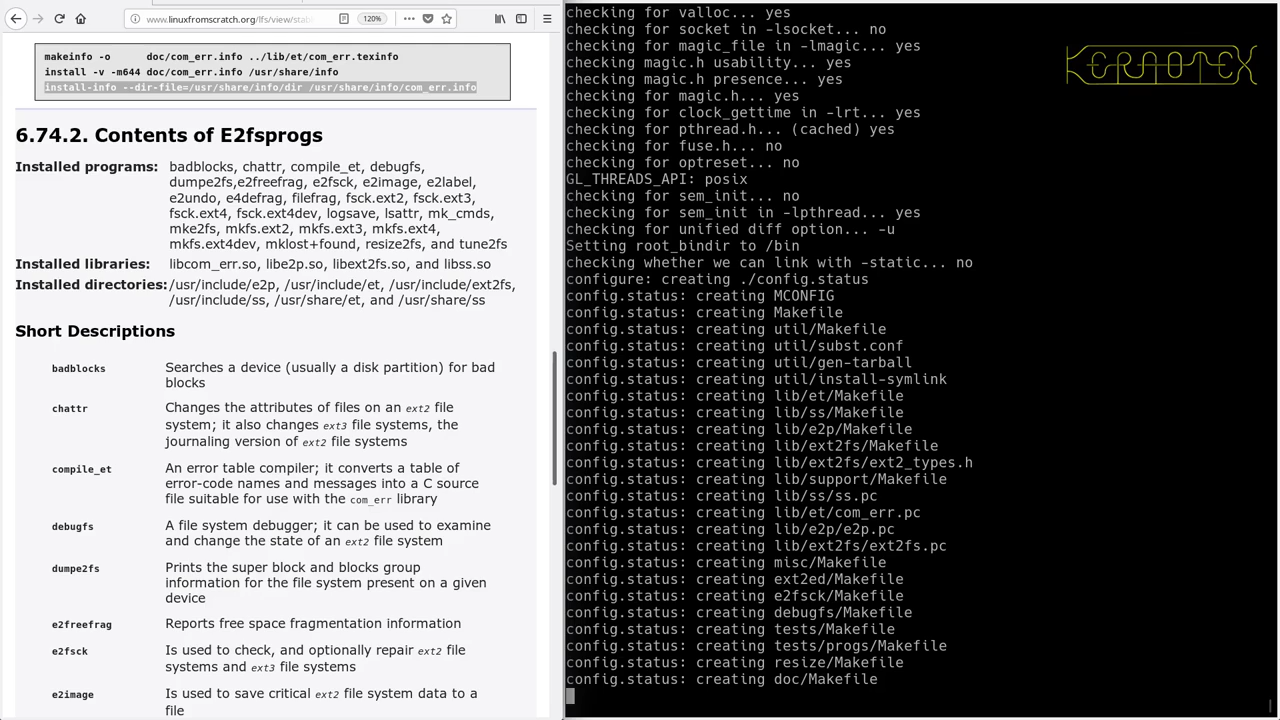 www.linuxfromscratch.org/lfs/view/stab
120%
makeinfo -o doc/com_err.info ../lib/et/com_err.texinfo
install -v -m644 doc/com_err.info /usr/share/info
install-info --dir-file=/usr/share/info/dir /usr/share/info/com_err.info
6.74.2. Contents of E2fsprogs
Installed programs: badblocks, chattr, compile_et, debugfs,
dumpe2fs,e2freefrag, e2fsck, e2image, e2label,
e2undo, e4defrag, filefrag, fsck.ext2, fsck.ext3,
fsck.ext4, fsck.ext4dev, logsave, lsattr, mk_cmds,
mke2fs, mkfs.ext2, mkfs.ext3, mkfs.ext4,
mkfs.ext4dev, mklost+found, resize2fs, and tune2fs
Installed libraries: libcom_err.so, libe2p.so, libext2fs.so, and libss.so
Installed directories: /usr/include/e2p, /usr/include/et, /usr/include/ext2fs,
/usr/include/ss, /usr/share/et, and /usr/share/ss
Short Descriptions
badblocks Searches a device (usually a disk partition) for bad
blocks
chattr Changes the attributes of files on an ext2 file
system; it also changes ext3 file systems, the
journaling version of ext2 file systems
compile_et An error table compiler; it converts a table of
error-code names and messages into a C source
file suitable for use with the com_err library
debugfs A file system debugger; it can be used to examine
and change the state of an ext2 file system
dumpe2fs Prints the super block and blocks group
information for the file system present on a given
device
e2freefrag Reports free space fragmentation information
e2fsck Is used to check, and optionally repair ext2 file
systems and ext3 file systems
e2image Is used to save critical ext2 file system data to a
file
checking for valloc... yes
checking for socket in -lsocket... no
checking for magic_file in -lmagic... yes
checking magic.h usability... yes
checking magic.h presence... yes
checking for magic.h... yes
checking for clock_gettime in -lrt... yes
checking for pthread.h... (cached) yes
checking for fuse.h... no
checking for optreset... no
GL_THREADS_API: posix
checking for sem_init... no
checking for sem_init in -lpthread... yes
checking for unified diff option... -u
Setting root_bindir to /bin
checking whether we can link with -static... no
configure: creating ./config.status
config.status: creating MCONFIG
config.status: creating Makefile
config.status: creating util/Makefile
config.status: creating util/subst.conf
config.status: creating util/gen-tarball
config.status: creating util/install-symlink
config.status: creating lib/et/Makefile
config.status: creating lib/ss/Makefile
config.status: creating lib/e2p/Makefile
config.status: creating lib/ext2fs/Makefile
config.status: creating lib/ext2fs/ext2_types.h
config.status: creating lib/support/Makefile
config.status: creating lib/ss/ss.pc
config.status: creating lib/et/com_err.pc
config.status: creating lib/e2p/e2p.pc
config.status: creating lib/ext2fs/ext2fs.pc
config.status: creating misc/Makefile
config.status: creating ext2ed/Makefile
config.status: creating e2fsck/Makefile
config.status: creating debugfs/Makefile
config.status: creating tests/Makefile
config.status: creating tests/progs/Makefile
config.status: creating resize/Makefile
config.status: creating doc/Makefile